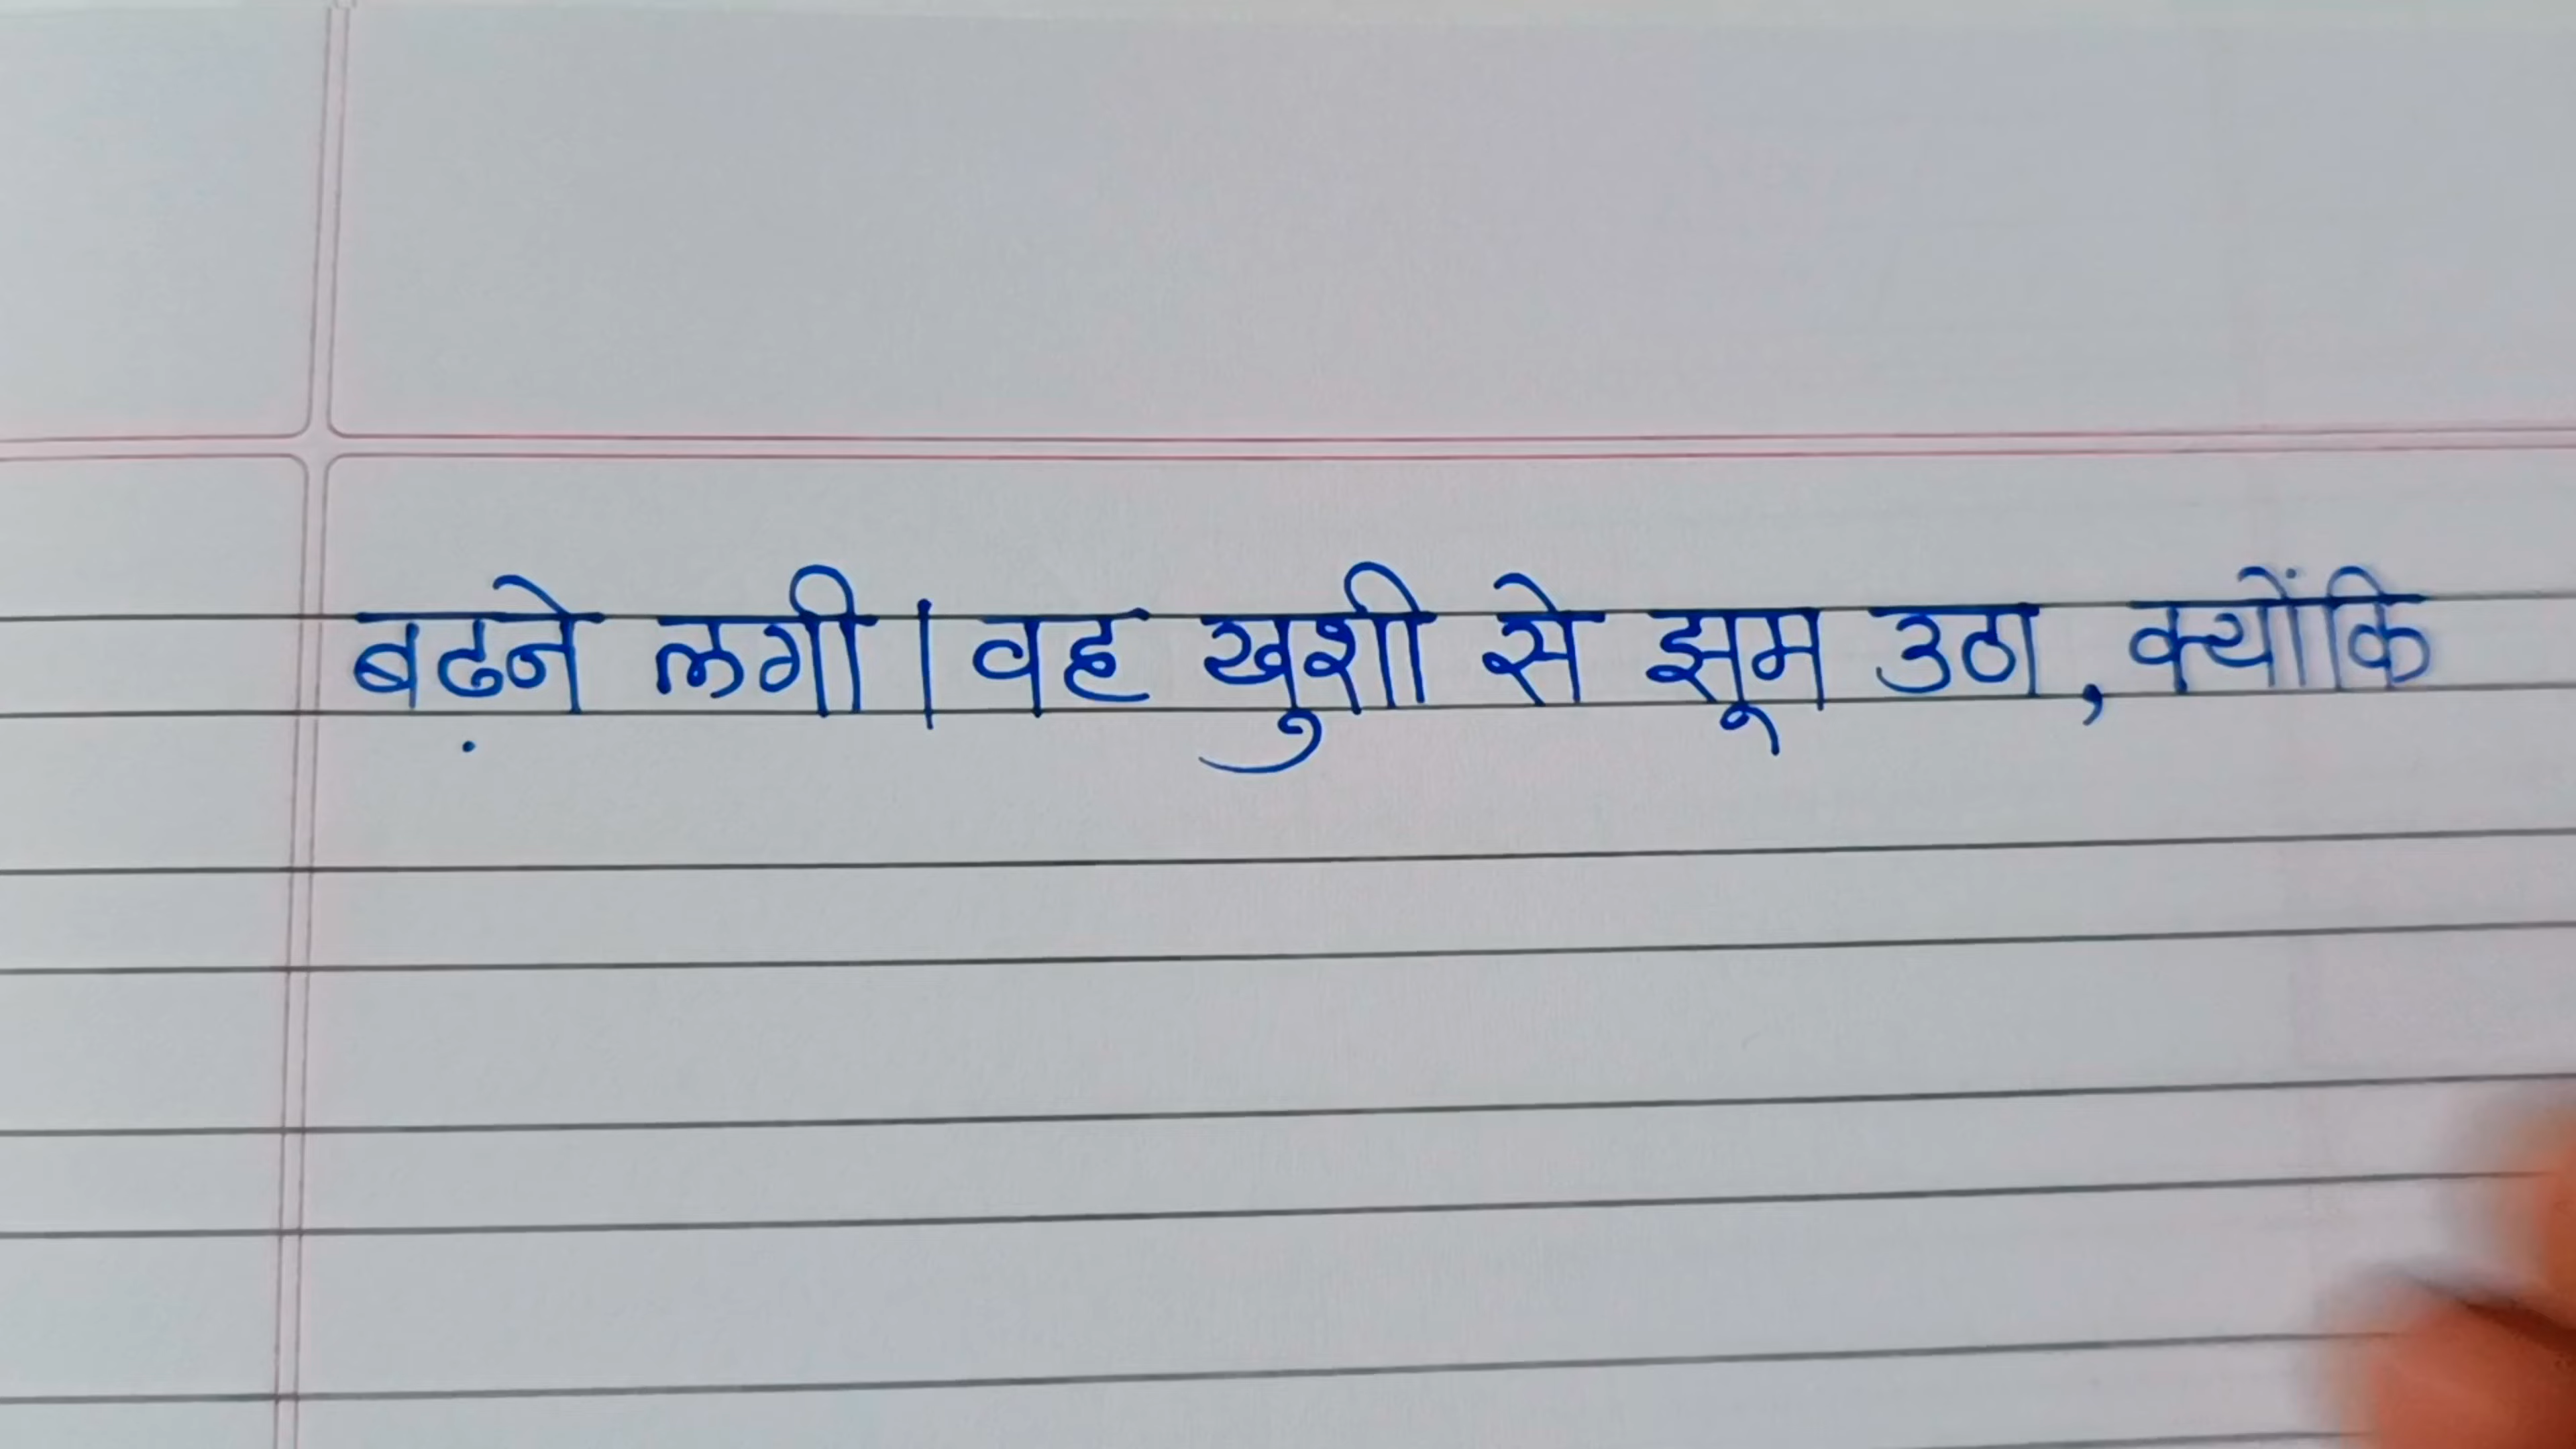 बढ़ने लगी। वह खुशी से झूम उठा, क्योंकि